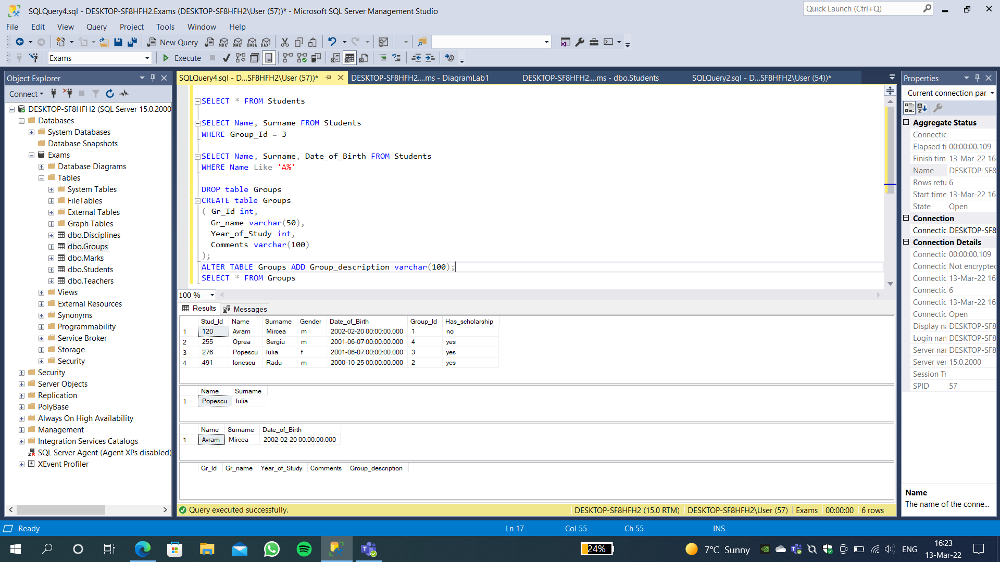 SQLQuery4.sql - DESKTOP-SF8HFH2.Exams (DESKTOP-SF8HFH2\User (57))* - Microsoft SQL Server Management Studio
Quick Launch (Ctrl+Q)
File Edit View Query Project Tools Window Help
New Query
MDX DMX XMLA DAX
Exams Execute
Object Explorer
Connect
DESKTOP-SF8HFH2 (SQL Server 15.0.2000
Databases
System Databases
Database Snapshots
Exams
Database Diagrams
Tables
System Tables
FileTables
External Tables
Graph Tables
dbo.Disciplines
dbo.Groups
dbo.Marks
dbo.Students
dbo.Teachers
Views
External Resources
Synonyms
Programmability
Service Broker
Storage
Security
Security
Server Objects
Replication
PolyBase
Always On High Availability
Management
Integration Services Catalogs
SQL Server Agent (Agent XPs disabled)
XEvent Profiler
SQLQuery4.sql - D...SF8HFH2\User (57))* DESKTOP-SF8HFH2....ms - DiagramLab1 DESKTOP-SF8HFH2....ms - dbo.Students SQLQuery2.sql - D...SF8HFH2\User (54))*
SELECT * FROM Students
SELECT Name, Surname FROM Students
WHERE Group_Id = 3
SELECT Name, Surname, Date_of_Birth FROM Students
WHERE Name Like 'A%'
DROP table Groups
CREATE table Groups
( Gr_Id int,
Gr_name varchar(50),
Year_of_Study int,
Comments varchar(100)
);
ALTER TABLE Groups ADD Group_description varchar(100);
SELECT * FROM Groups
100 %
Results Messages
Stud_Id Name Surname Gender Date_of_Birth Group_Id Has_scholarship
1 120 Avram Mircea m 2002-02-20 00:00:00.000 1 no
2 255 Oprea Sergiu m 2001-06-07 00:00:00.000 4 yes
3 276 Popescu Iulia f 2001-06-07 00:00:00.000 3 yes
4 491 Ionescu Radu m 2000-10-25 00:00:00.000 2 yes
Name Surname
1 Popescu Iulia
Name Surname Date_of_Birth
1 Avram Mircea 2002-02-20 00:00:00.000
Gr_Id Gr_name Year_of_Study Comments Group_description
Query executed successfully. DESKTOP-SF8HFH2 (15.0 RTM) DESKTOP-SF8HFH2\User (57) Exams 00:00:00 6 rows
Properties
Current connection par
Aggregate Status
Connectic
Elapsed ti 00:00:00.109
Finish tim 13-Mar-22 16
Name DESKTOP-SF8
Rows retu 6
Start time 13-Mar-22 16
State Open
Connection
Connectic DESKTOP-SF8
Connection Details
Connectic 00:00:00.109
Connectic Not encrypted
Connectic 13-Mar-22 16
Connectic 6
Connectic 13-Mar-22 16
Connectic Open
Display na DESKTOP-SF8
Login nan DESKTOP-SF8
Server nar DESKTOP-SF8
Server ver 15.0.2000
Session Tr
SPID 57
Name
The name of the conne...
Ready Ln 17 Col 55 Ch 55 INS
24% 7°C Sunny ENG 16:23
13-Mar-22